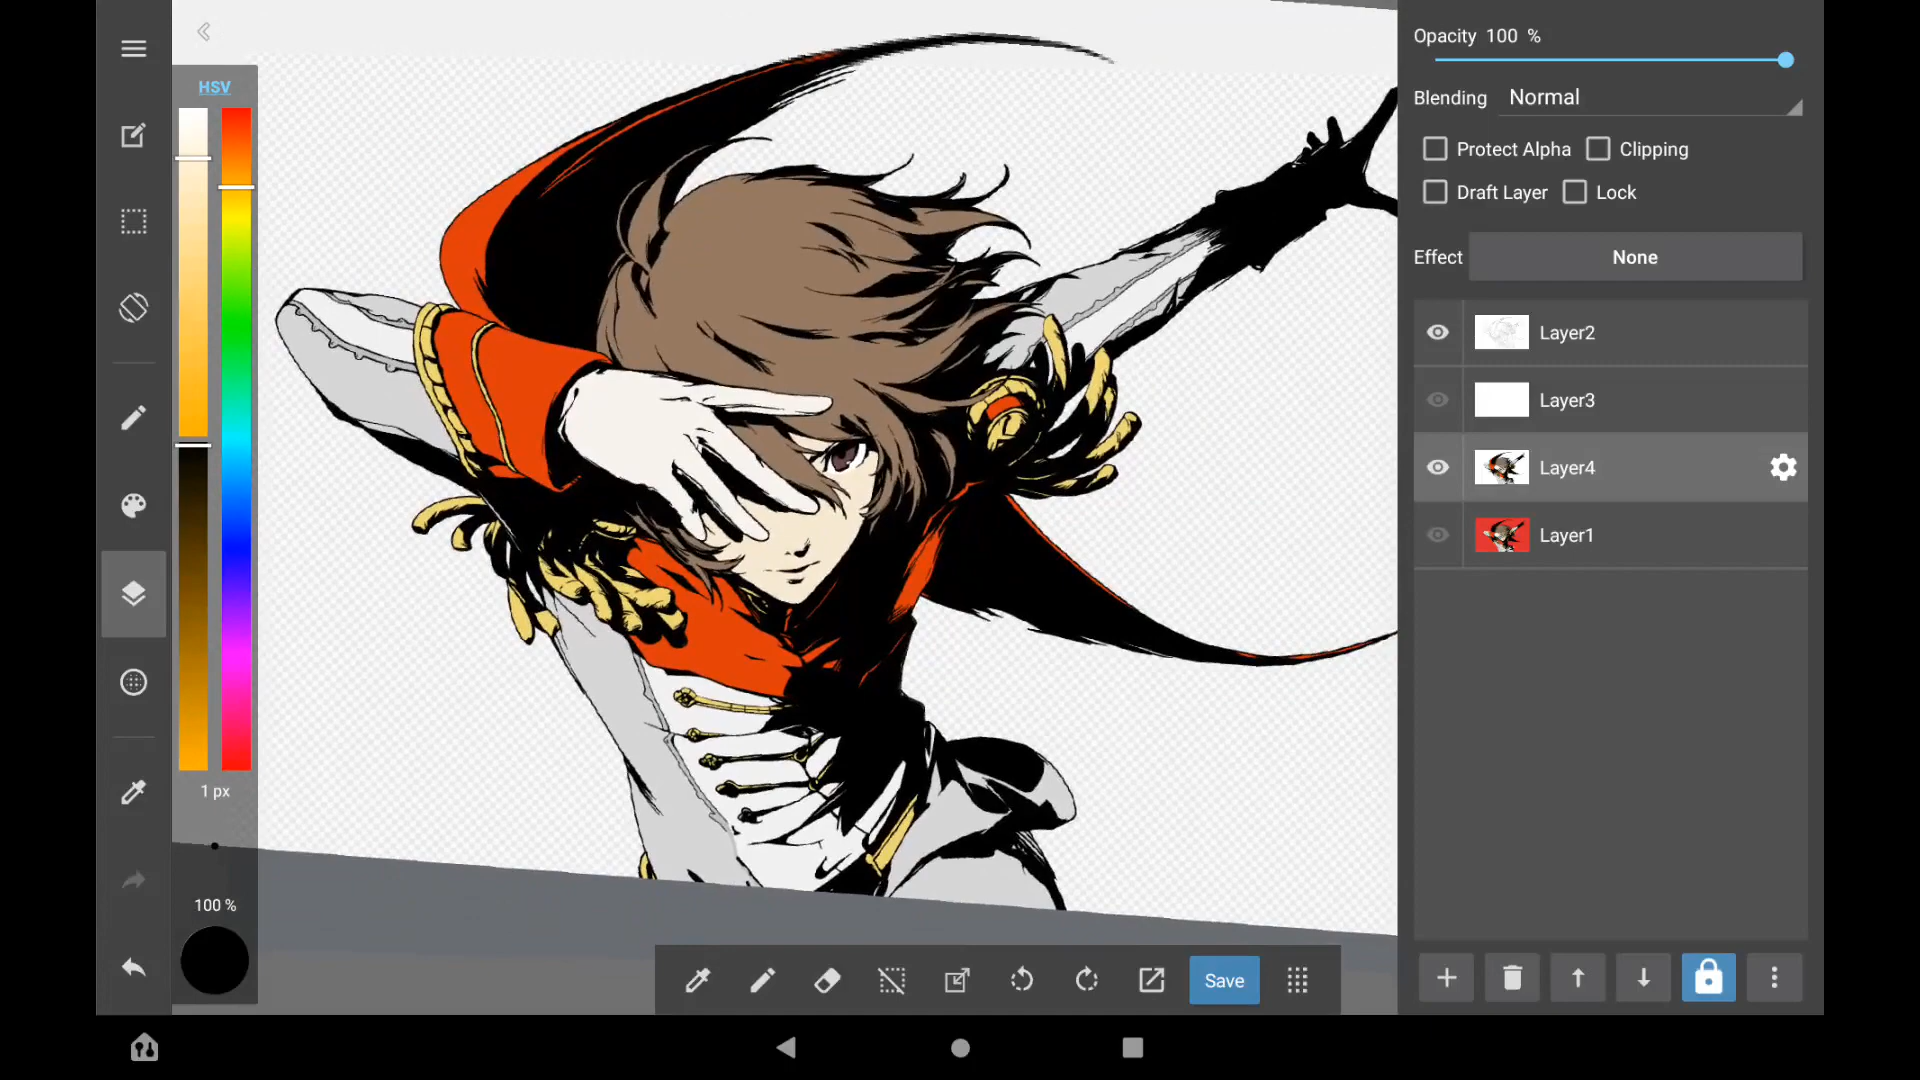 HSV
1 px
100 %
Save
Opacity 100 %
Blending Normal
Protect Alpha Clipping
Draft Layer Lock
Effect None
Layer2
Layer3
Layer4
Layer1